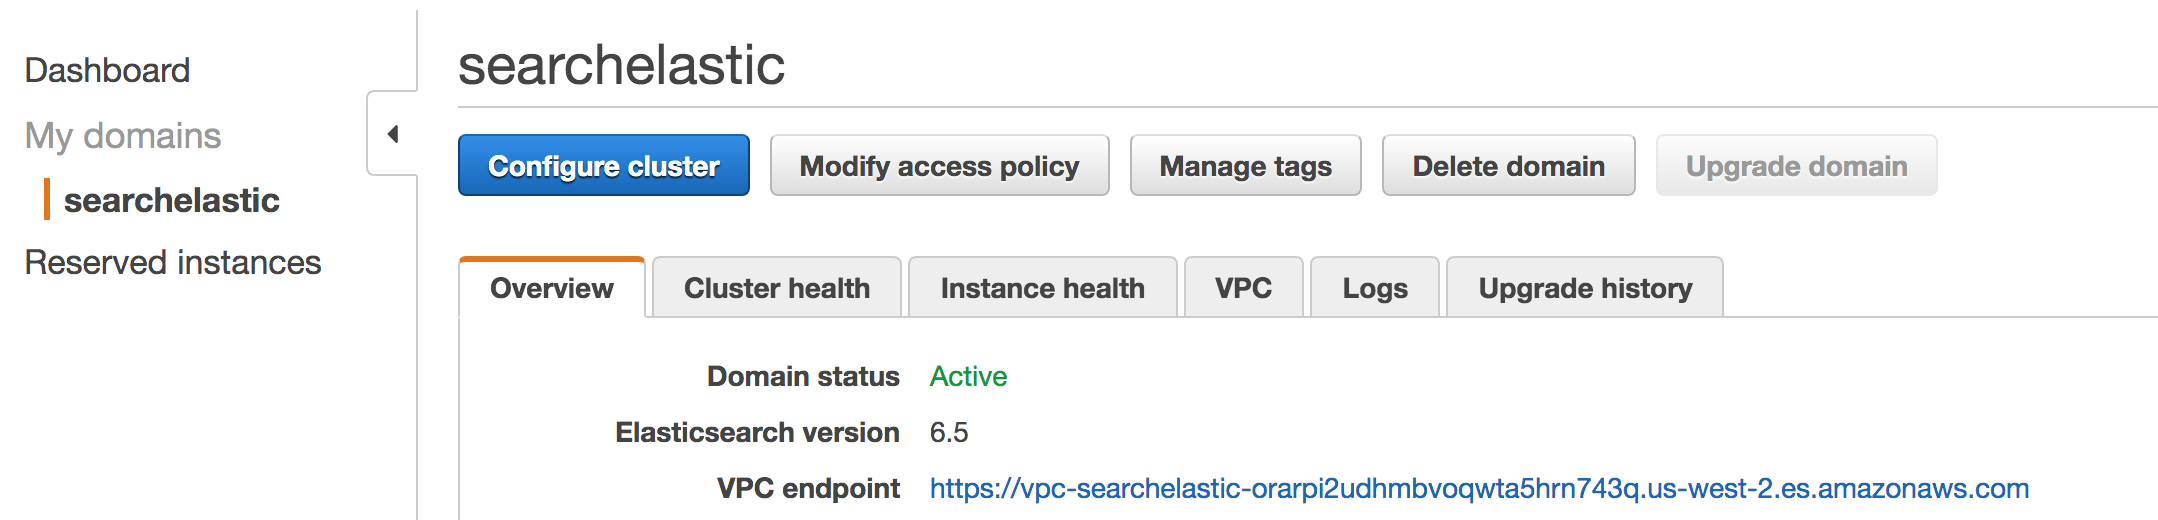 Dashboard
My domains
searchelastic
Reserved instances
searchelastic
Configure cluster Modify access policy Manage tags Delete domain Upgrade domain
Overview Cluster health Instance health VPC Logs Upgrade history
Domain status Active
Elasticsearch version 6.5
VPC endpoint https://vpc-searchelastic-orarpi2udhmbvoqwta5hrn743q.us-west-2.es.amazonaws.com